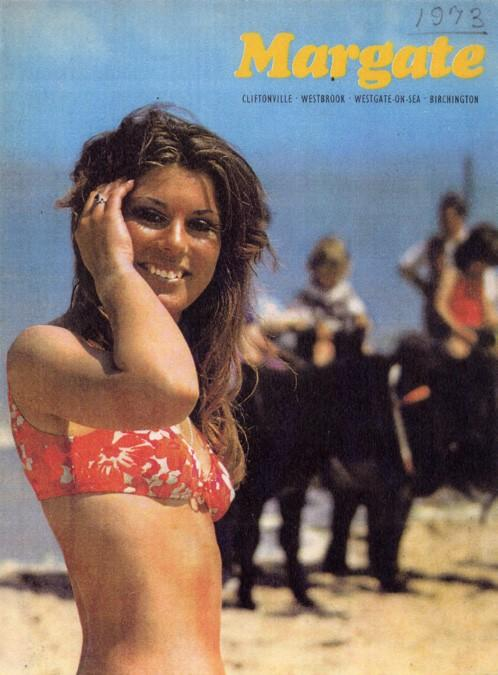 1973
Margate
CLIFTONVILLE · WESTBROOK · WESTGATE-ON-SEA · BIRCHINGTON